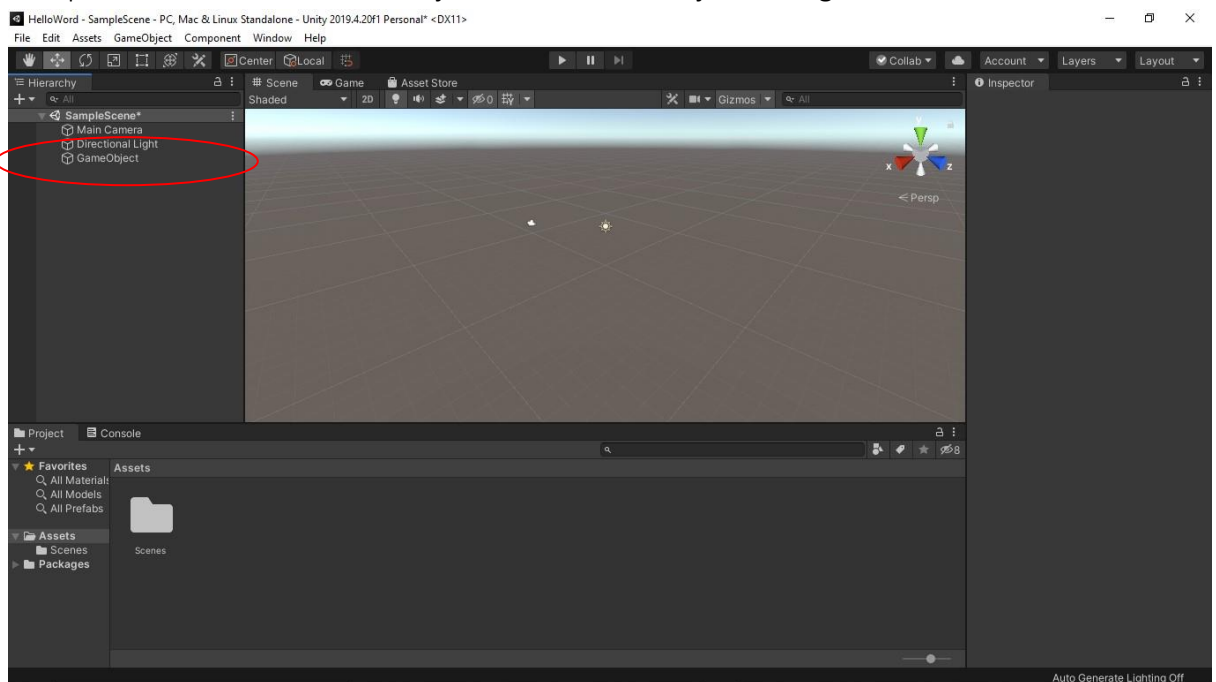 HelloWord - SampleScene - PC, Mac & Linux Standalone - Unity 2019.4.20f1 Personal* <DX11>
File Edit Assets GameObject Component Window Help
Center Local Collab Account Layers Layout
Hierarchy
All
SampleScene*
Main Camera
Directional Light
GameObject
Scene Game Asset Store
Shaded 2D 0 Gizmos All
y
x z
Persp
Inspector
Project Console
8
Favorites
All Materials
All Models
All Prefabs
Assets
Scenes
Packages
Assets
Scenes
Auto Generate Lighting Off